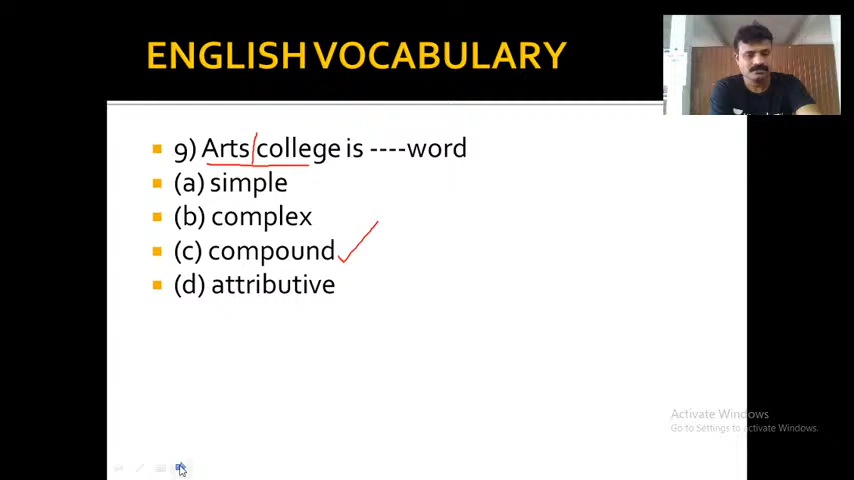 ENGLISH VOCABULARY
9) Arts college is ----word
(a) simple
(b) complex
(c) compound
(d) attributive
Activate Windows
Go to Settings to activate Windows.